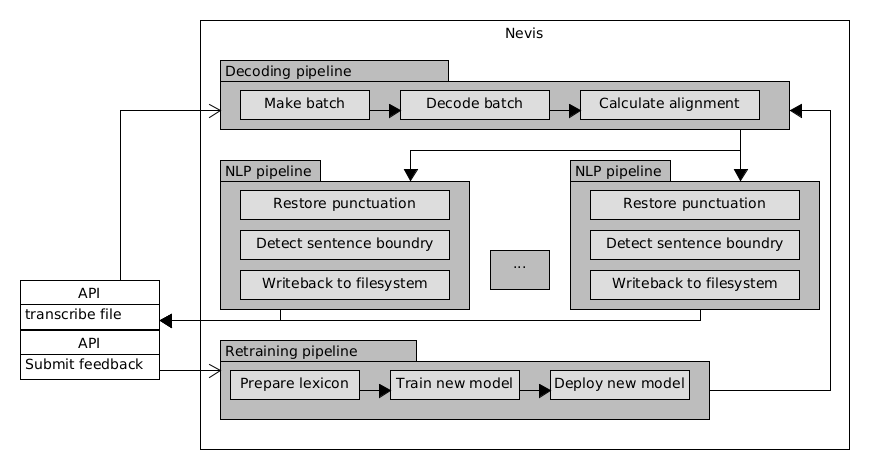 Nevis
Decoding pipeline
Make batch
Decode batch
Calculate alignment
NLP pipeline
Restore punctuation
Detect sentence boundry
Writeback to filesystem
...
NLP pipeline
Restore punctuation
Detect sentence boundry
Writeback to filesystem
API
transcribe file
API
Submit feedback
Retraining pipeline
Prepare lexicon
Train new model
Deploy new model